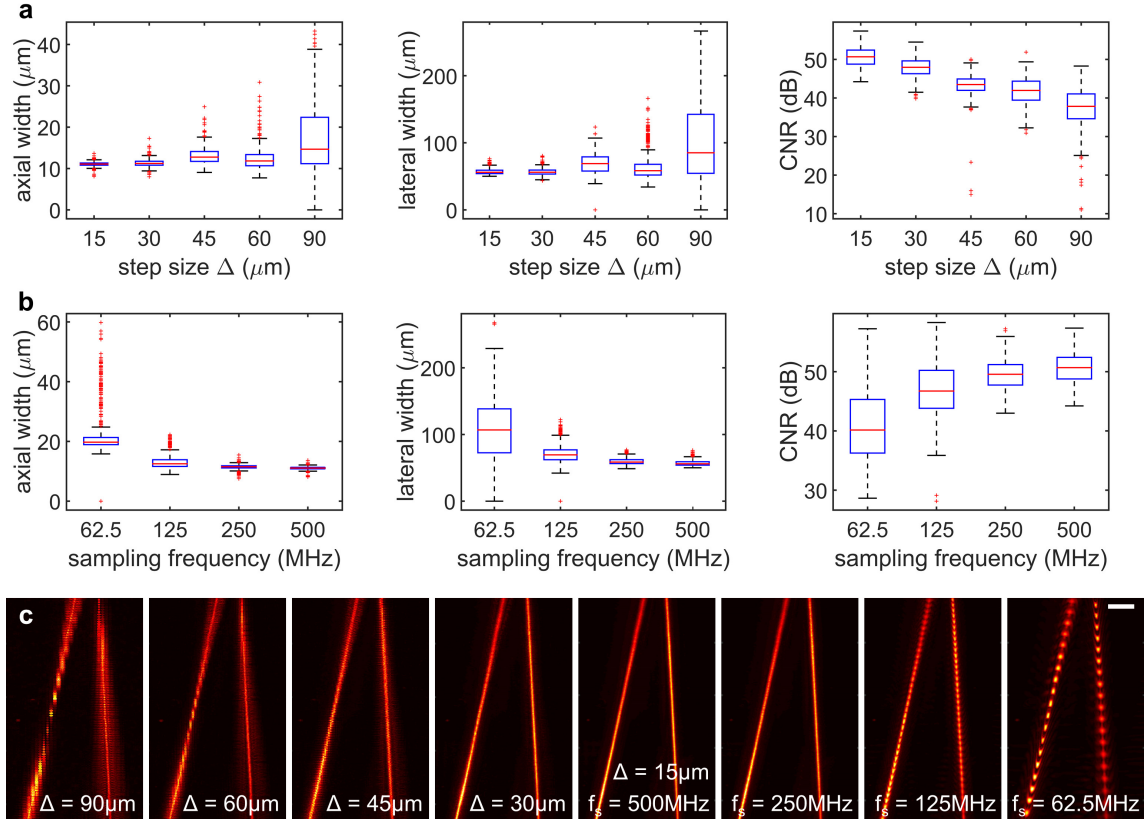 a
axial width (μm)
40
30
20
10
0
15 30 45 60 90
step size Δ (μm)
lateral width (μm)
200
100
0
15 30 45 60 90
step size Δ (μm)
CNR (dB)
50
40
30
20
10
15 30 45 60 90
step size Δ (μm)
b
axial width (μm)
60
40
20
0
62.5 125 250 500
sampling frequency (MHz)
lateral width (μm)
200
100
0
62.5 125 250 500
sampling frequency (MHz)
CNR (dB)
50
40
30
62.5 125 250 500
sampling frequency (MHz)
c
Δ = 90μm
Δ = 60μm
Δ = 45μm
Δ = 30μm
Δ = 15μm
fs = 500MHz
fs = 250MHz
fs = 125MHz
fs = 62.5MHz